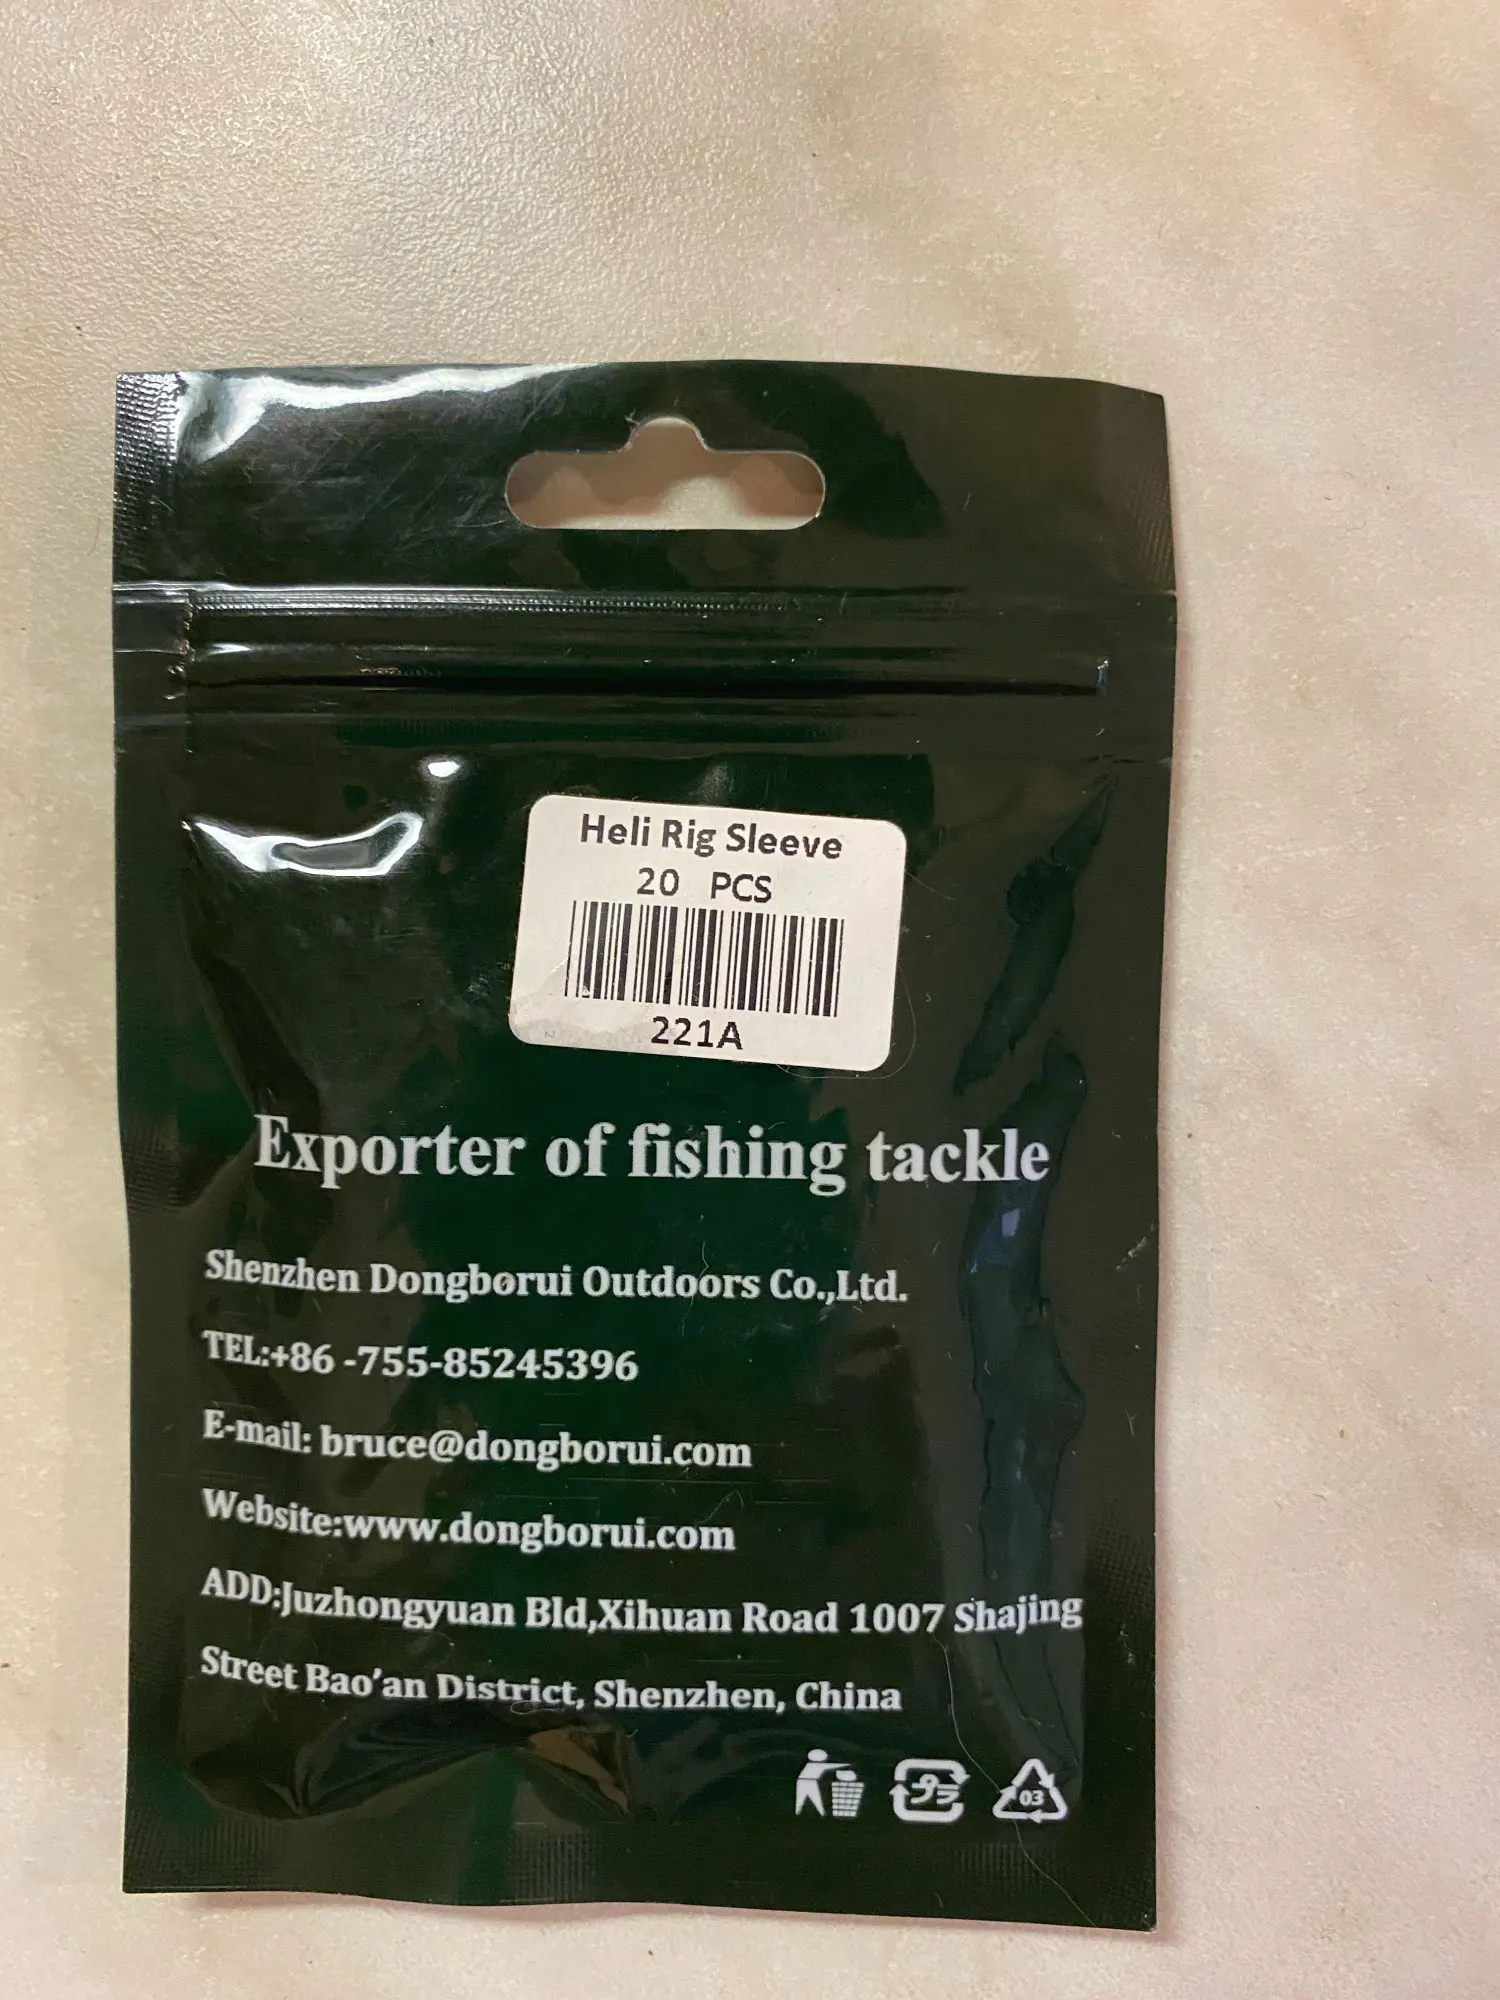 Heli Rig Sleeve
20 PCS
221A
Exporter of fishing tackle
Shenzhen Dongborui Outdoors Co.,Ltd.
TEL:+86 -755-85245396
E-mail: bruce@dongborui.com
Website:www.dongborui.com
ADD:Juzhongyuan Bld,Xihuan Road 1007 Shajing
Street Bao’an District, Shenzhen, China
プラ
03